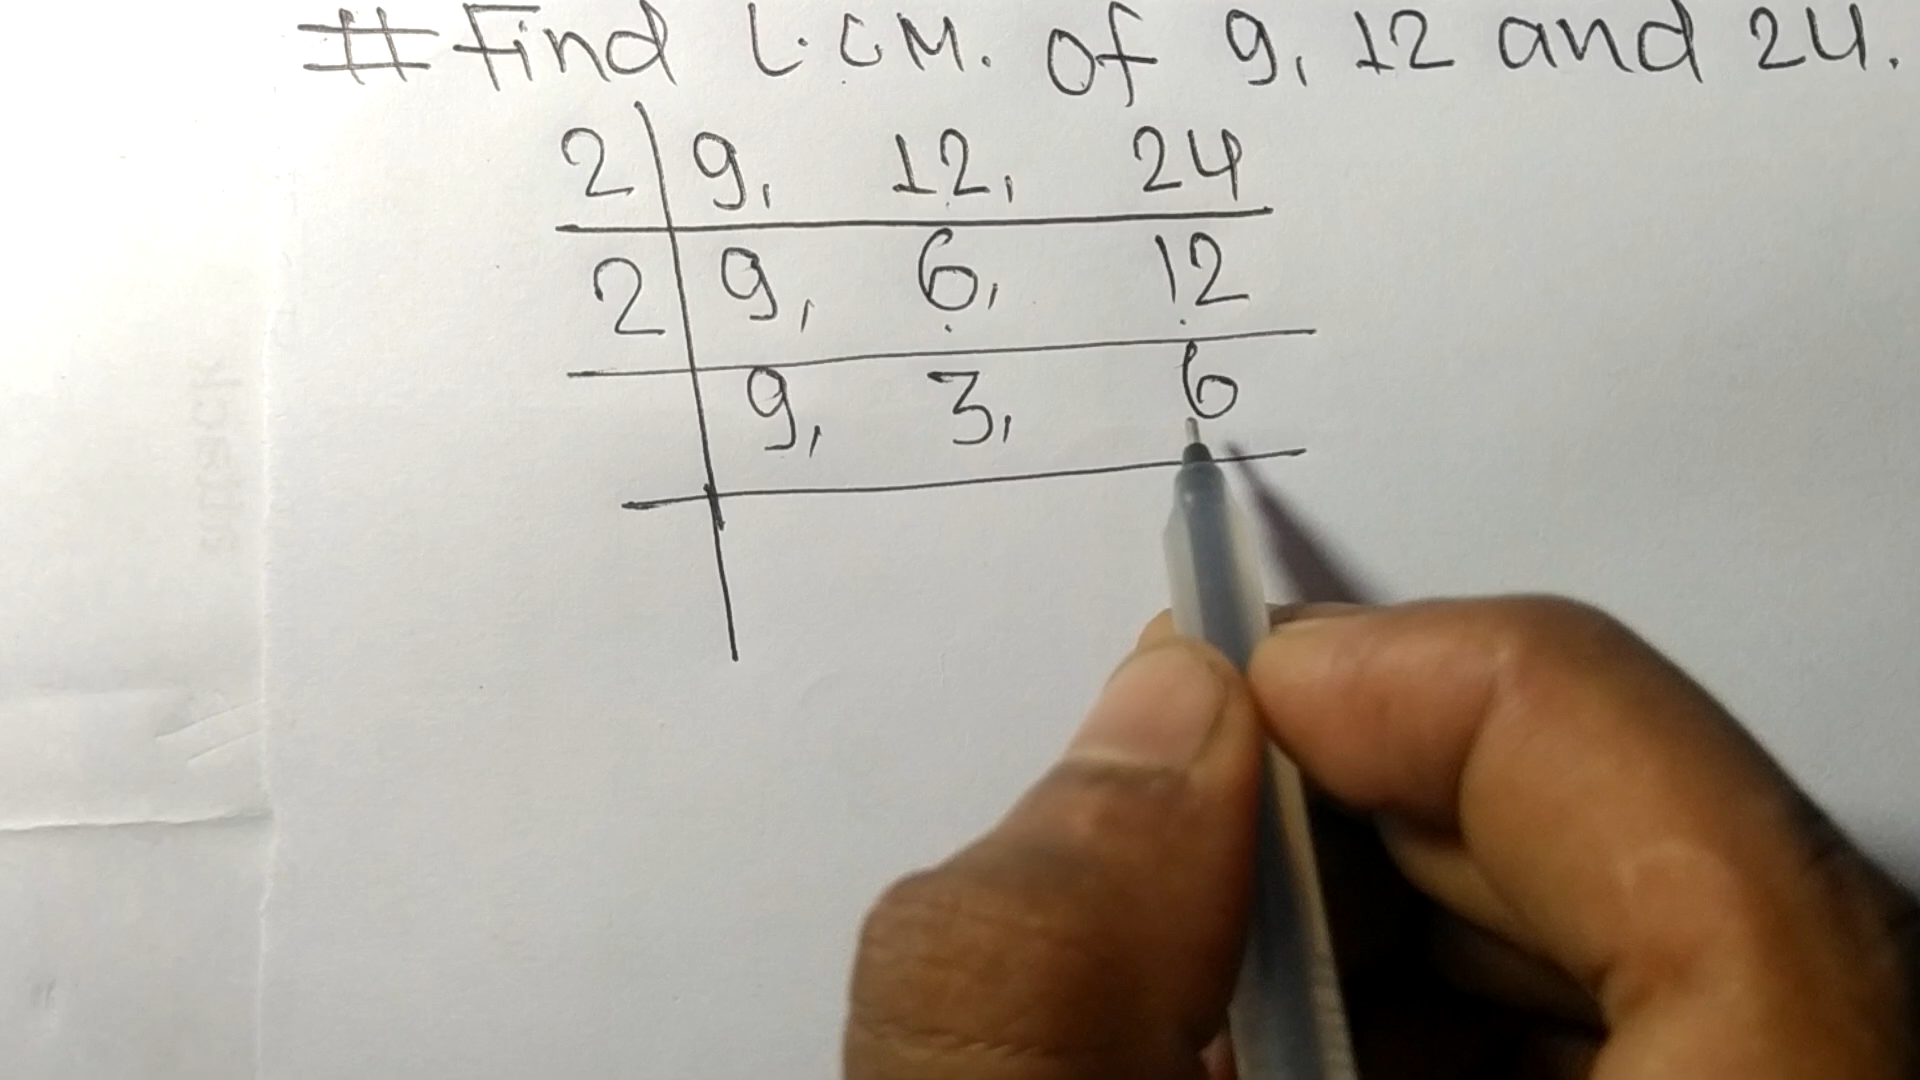 # Find L.C.M. of 9, 12 and 24.
2 9, 12, 24
2 9, 6, 12
9, 3, 6